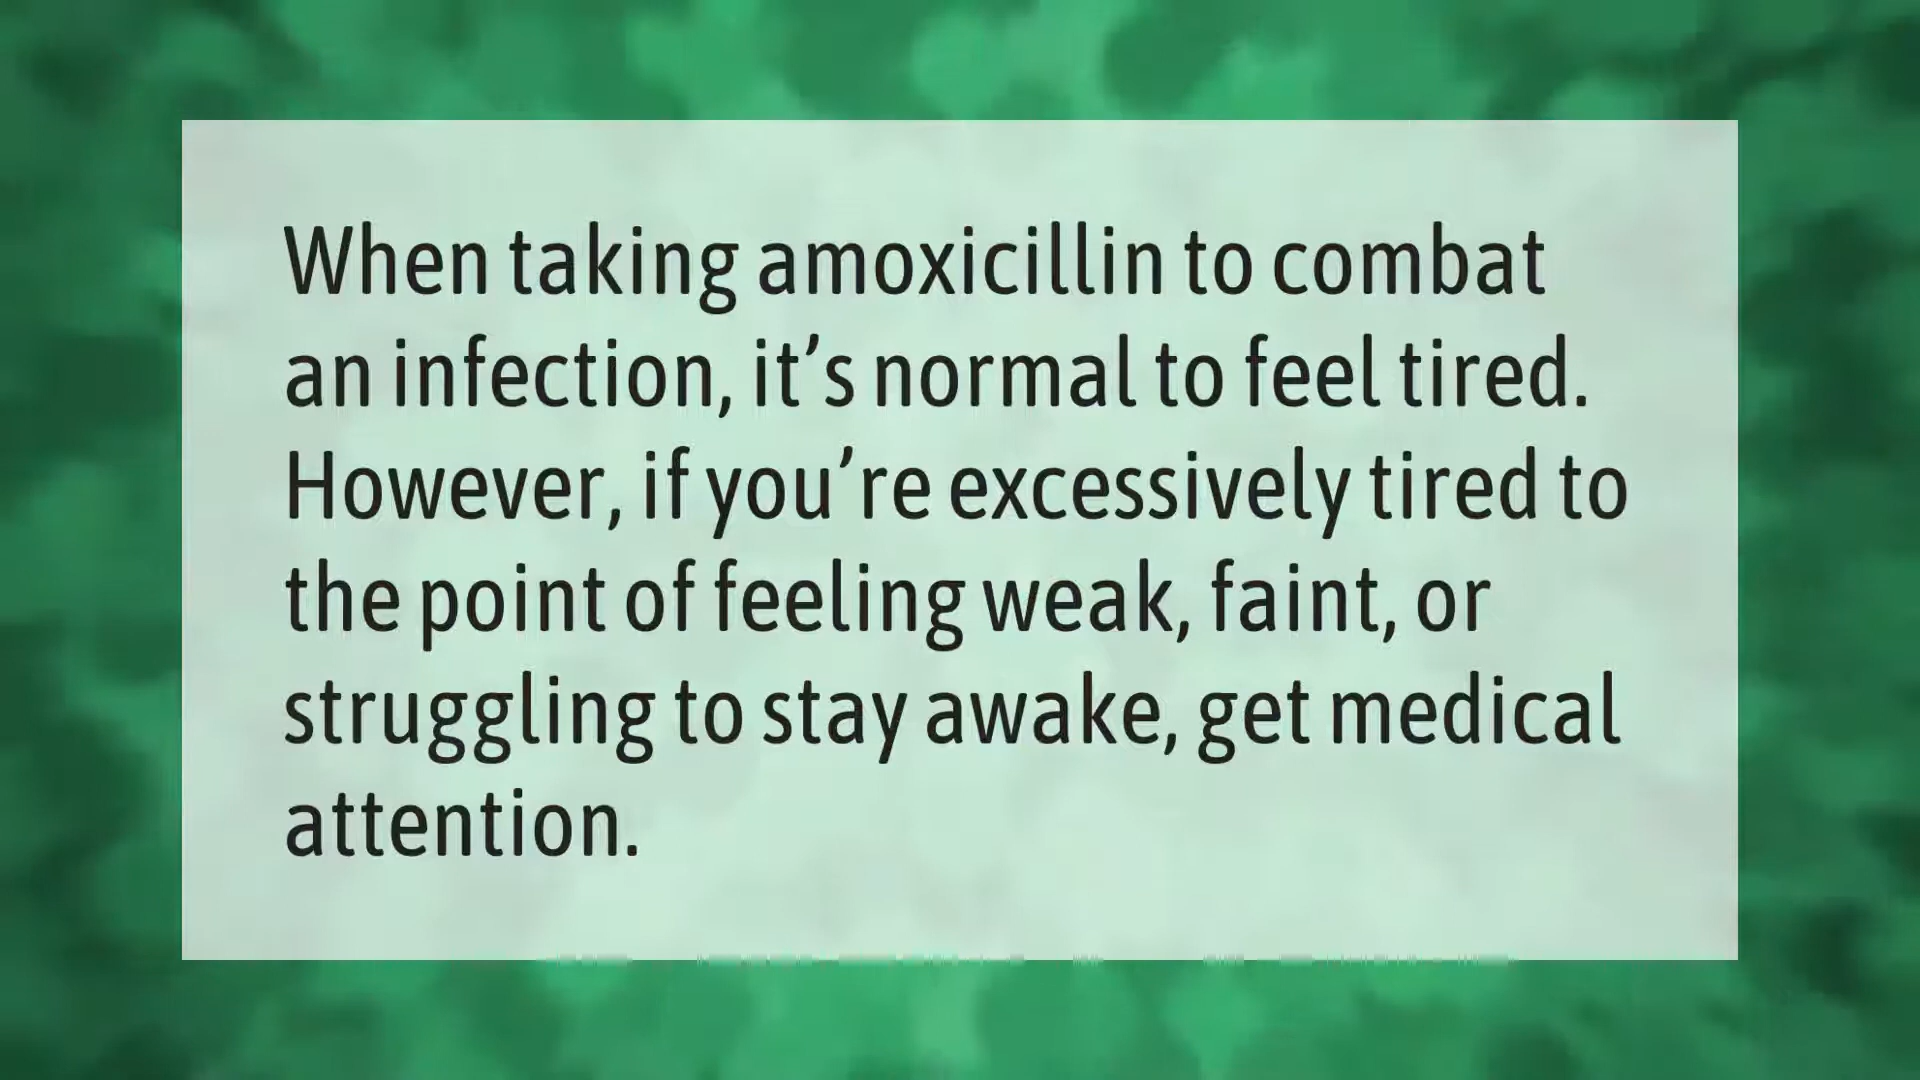 When taking amoxicillin to combat
an infection, it’s normal to feel tired.
However, if you’re excessively tired to
the point of feeling weak, faint, or
struggling to stay awake, get medical
attention.